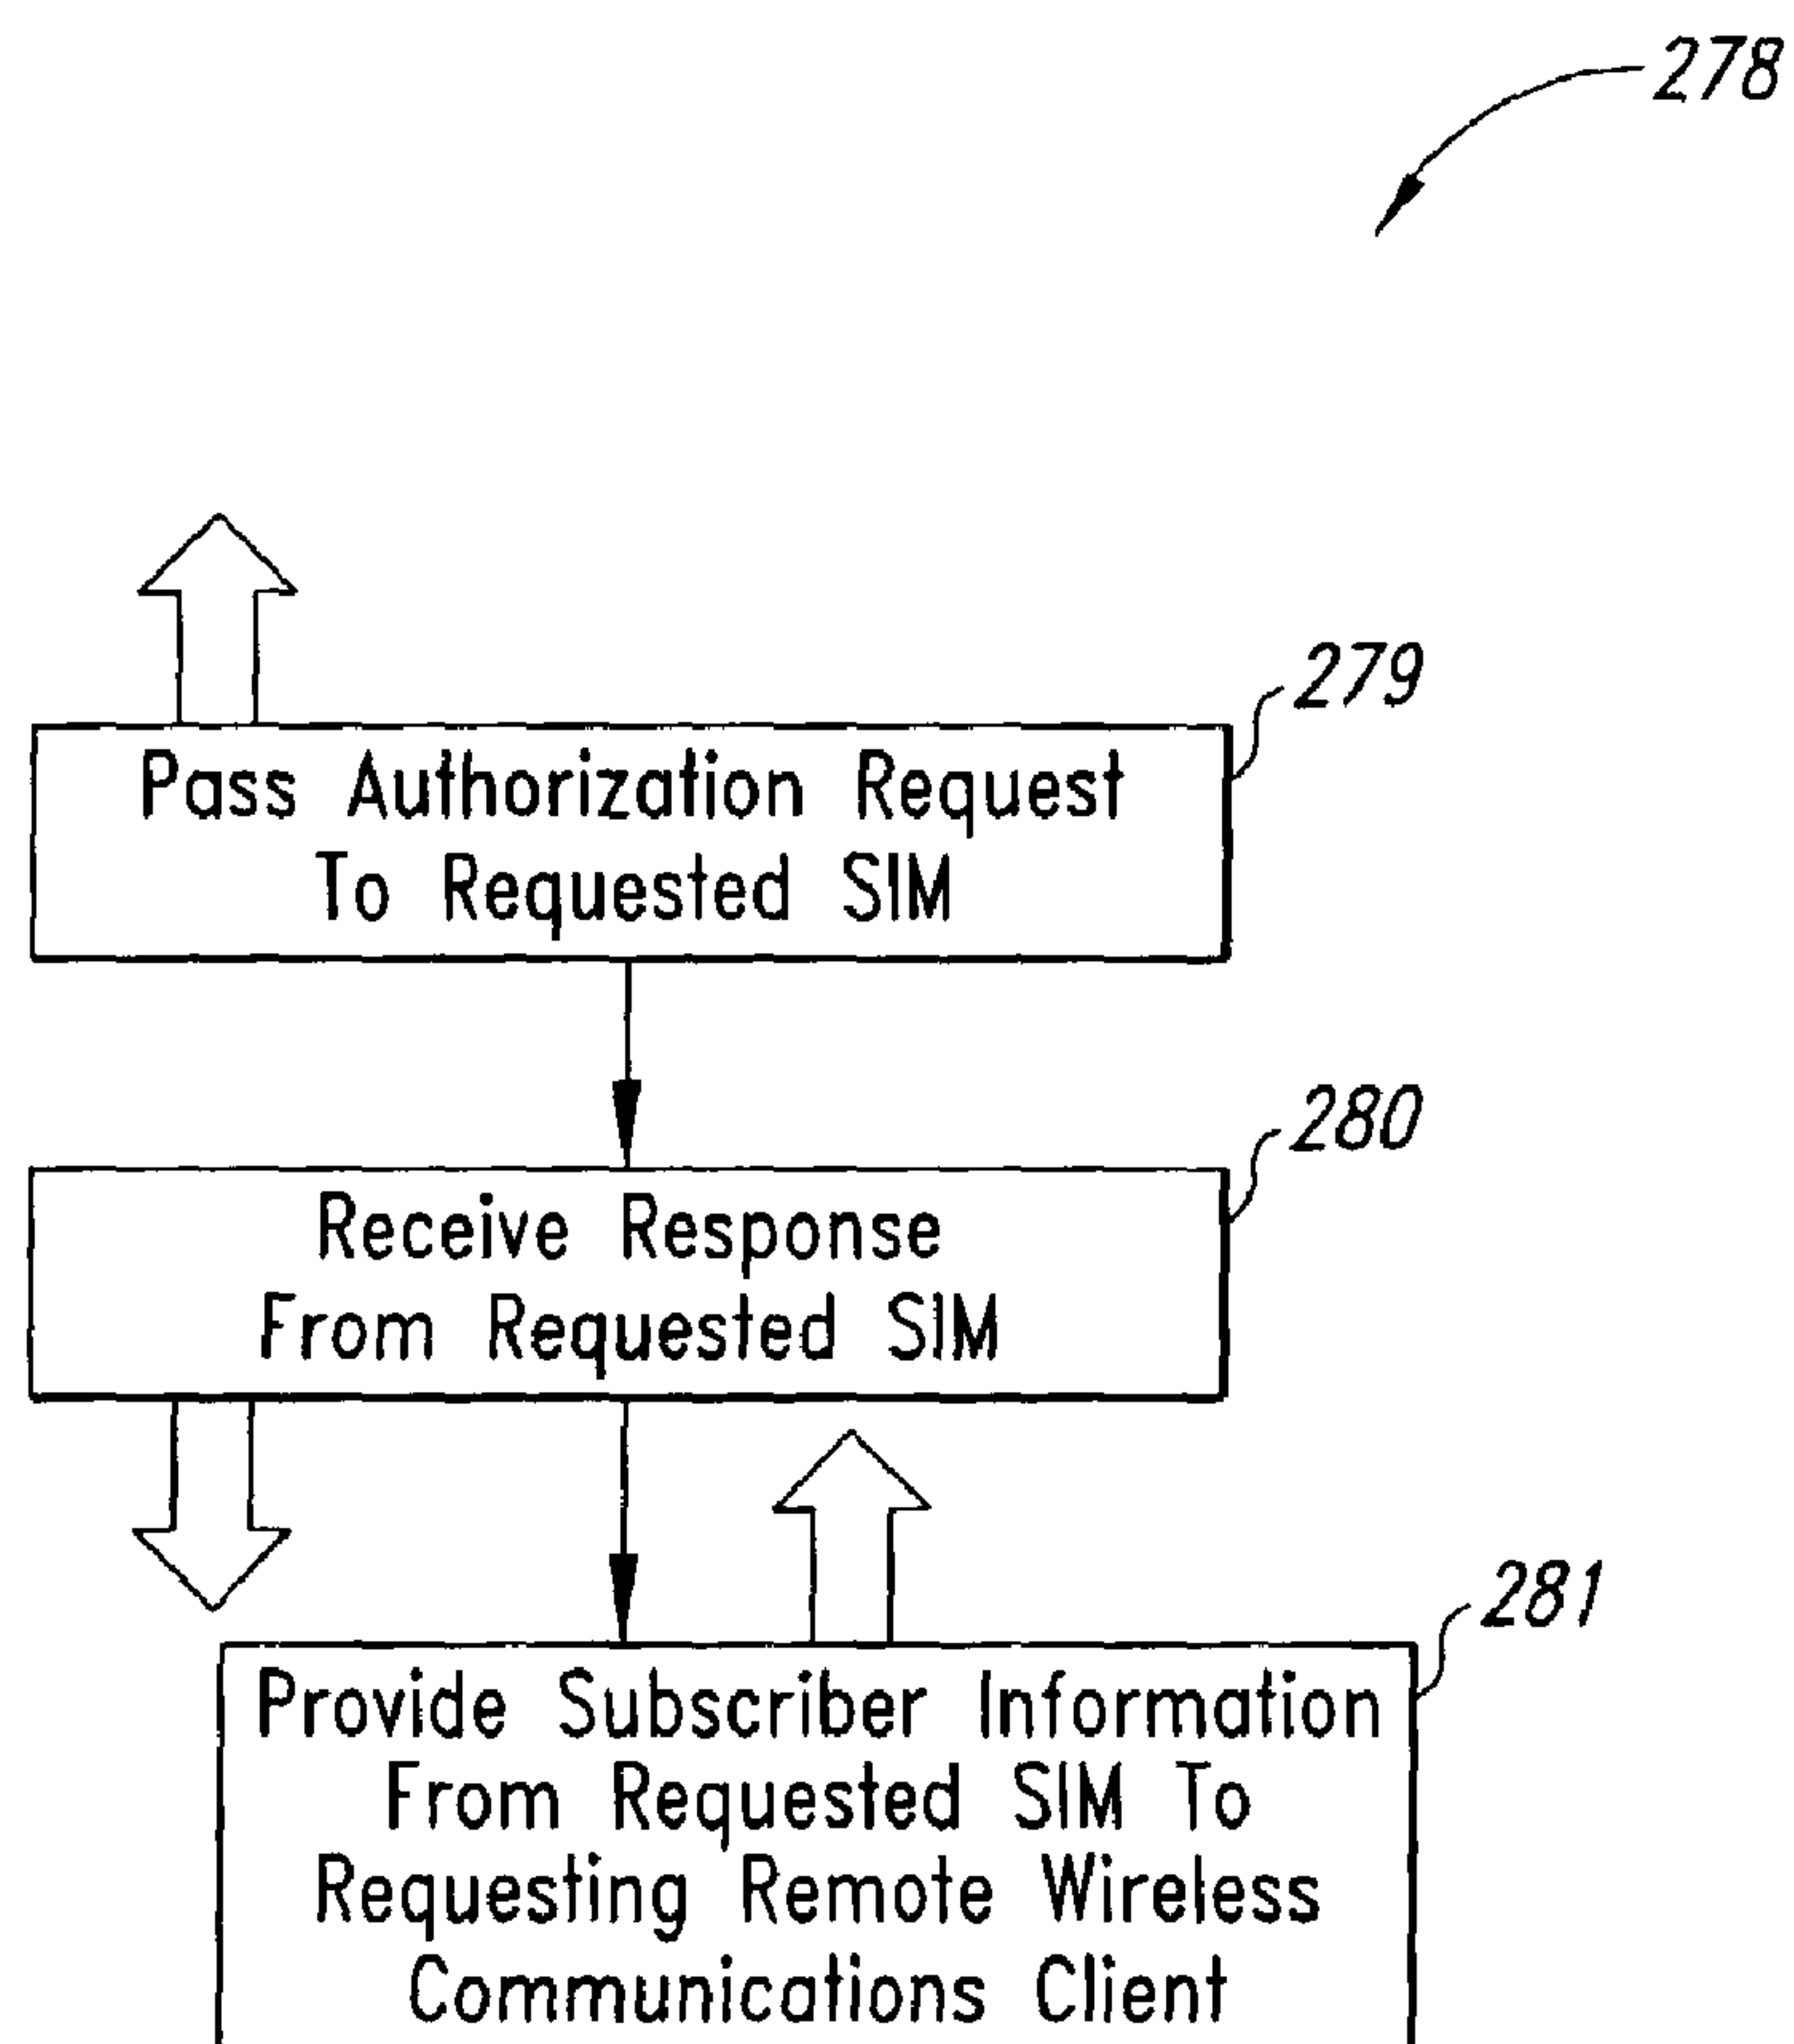 278
279
Pass Authorization Request
To Requested SIM
280
Receive Response
From Requested SIM
281
Provide Subscriber Information
From Requested SIM To
Requesting Remote Wireless
Communications Client